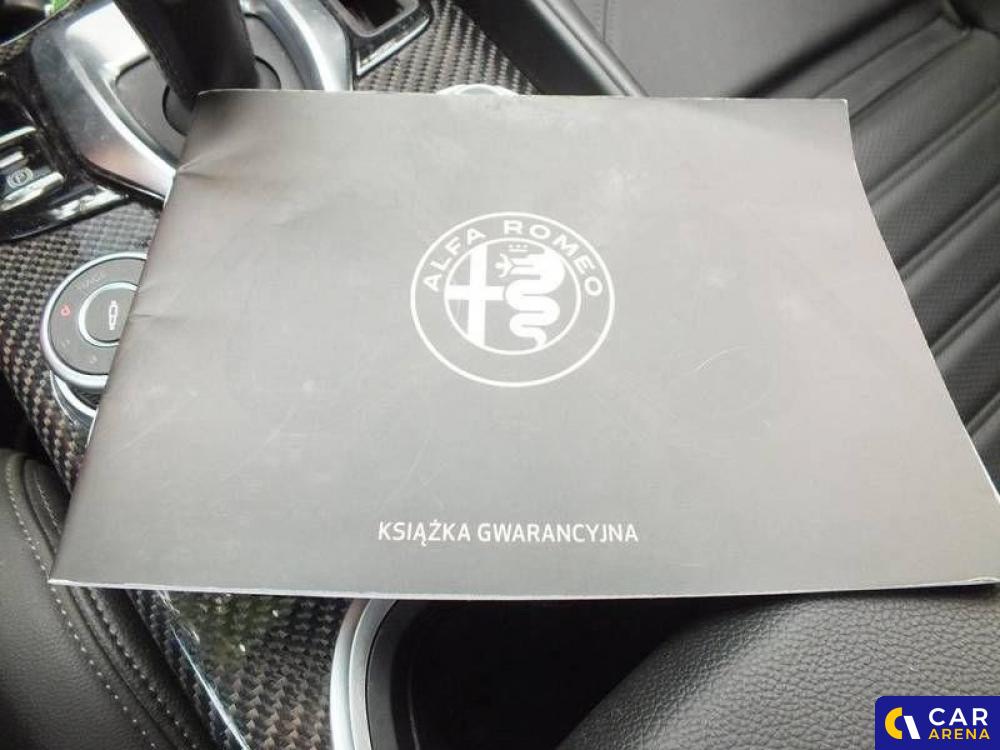 ALFA ROMEO
KSIĄŻKA GWARANCYJNA
(P)
CAR
ARENA